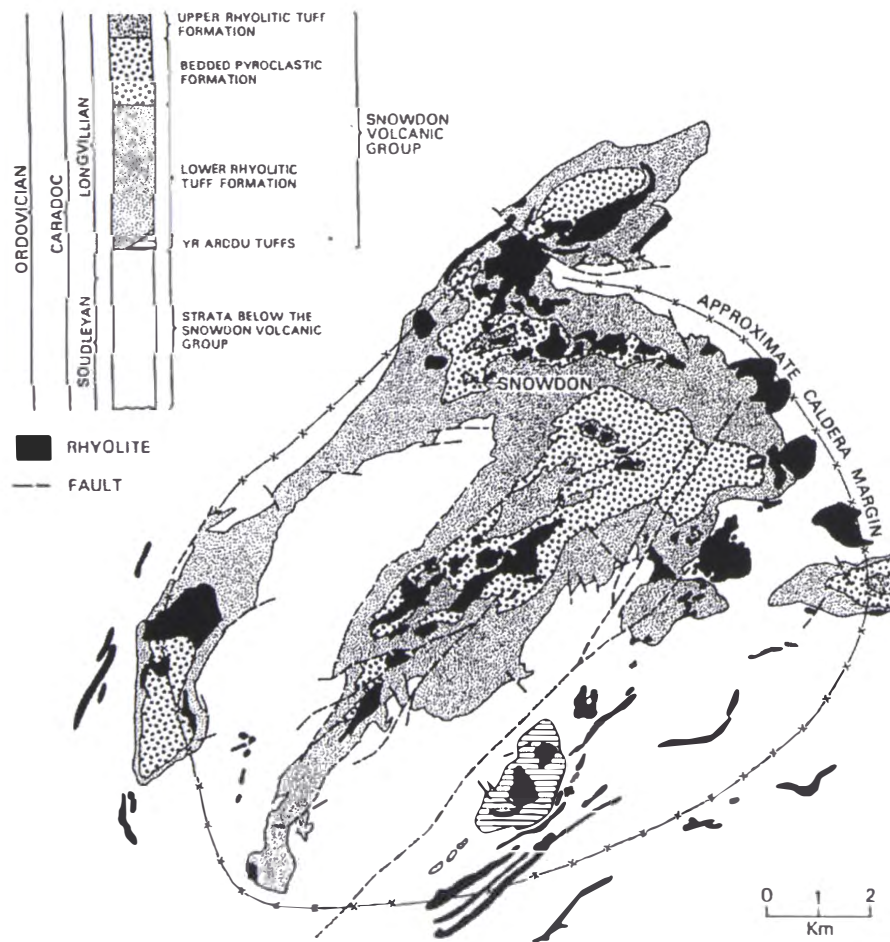 UPPER RHYOLITIC TUFF
FORMATION
BEDDED PYROCLASTIC
FORMATION
SNOWDON
VOLCANIC
GROUP
LOWER RHYOLITIC
TUFF FORMATION
YR ARDDU TUFFS
STRATA BELOW THE
SNOWDON VOLCANIC
GROUP
ORDOVICIAN
CARADOC
LONGVILLIAN
SOUDLEYAN
RHYOLITE
FAULT
SNOWDON
APPROXIMATE CALDERA MARGIN
0 1 2
Km